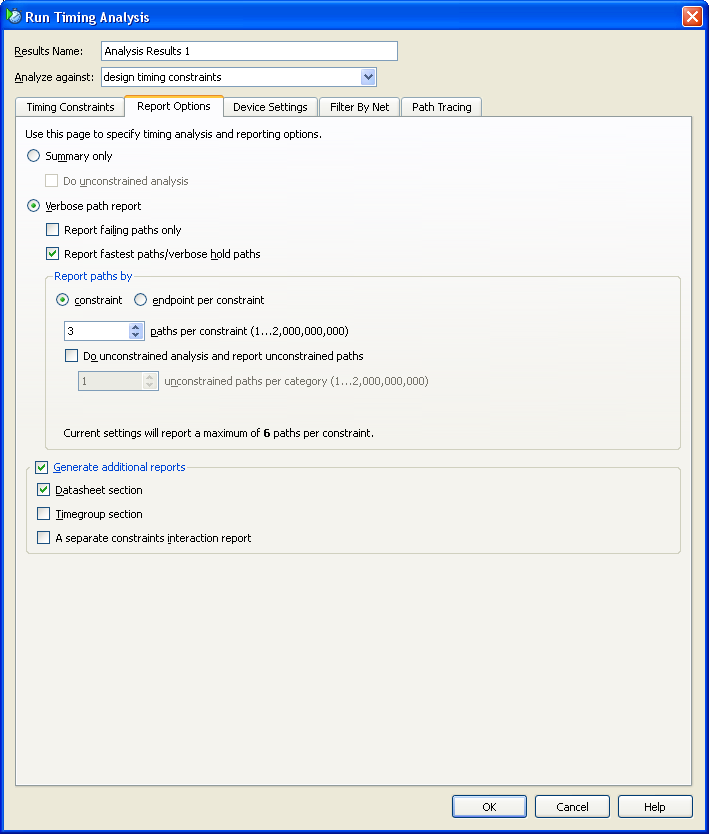 Run Timing Analysis
Results Name: Analysis Results 1
Analyze against: design timing constraints
Timing Constraints Report Options Device Settings Filter By Net Path Tracing
Use this page to specify timing analysis and reporting options.
Summary only
Do unconstrained analysis
Verbose path report
Report failing paths only
Report fastest paths/verbose hold paths
Report paths by
constraint endpoint per constraint
3 paths per constraint (1...2,000,000,000)
Do unconstrained analysis and report unconstrained paths
1 unconstrained paths per category (1...2,000,000,000)
Current settings will report a maximum of 6 paths per constraint.
Generate additional reports
Datasheet section
Timegroup section
A separate constraints interaction report
OK Cancel Help